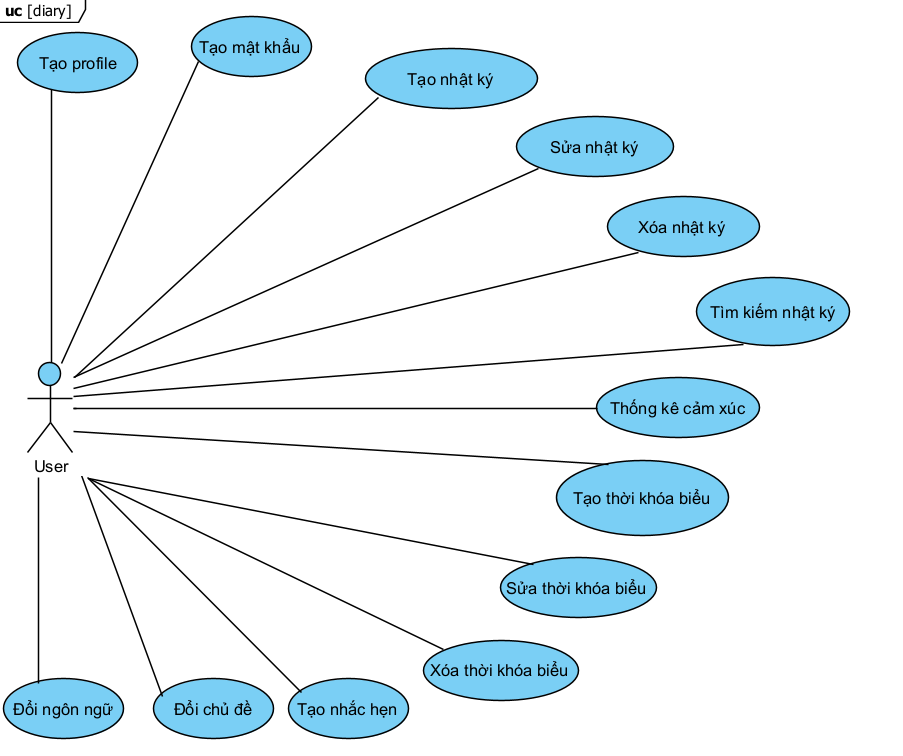 uc [diary]
Tạo profile
Tạo mật khẩu
Tạo nhật ký
Sửa nhật ký
Xóa nhật ký
Tìm kiếm nhật ký
Thống kê cảm xúc
User
Tạo thời khóa biểu
Sửa thời khóa biểu
Xóa thời khóa biểu
Đổi ngôn ngữ
Đổi chủ đề
Tạo nhắc hẹn